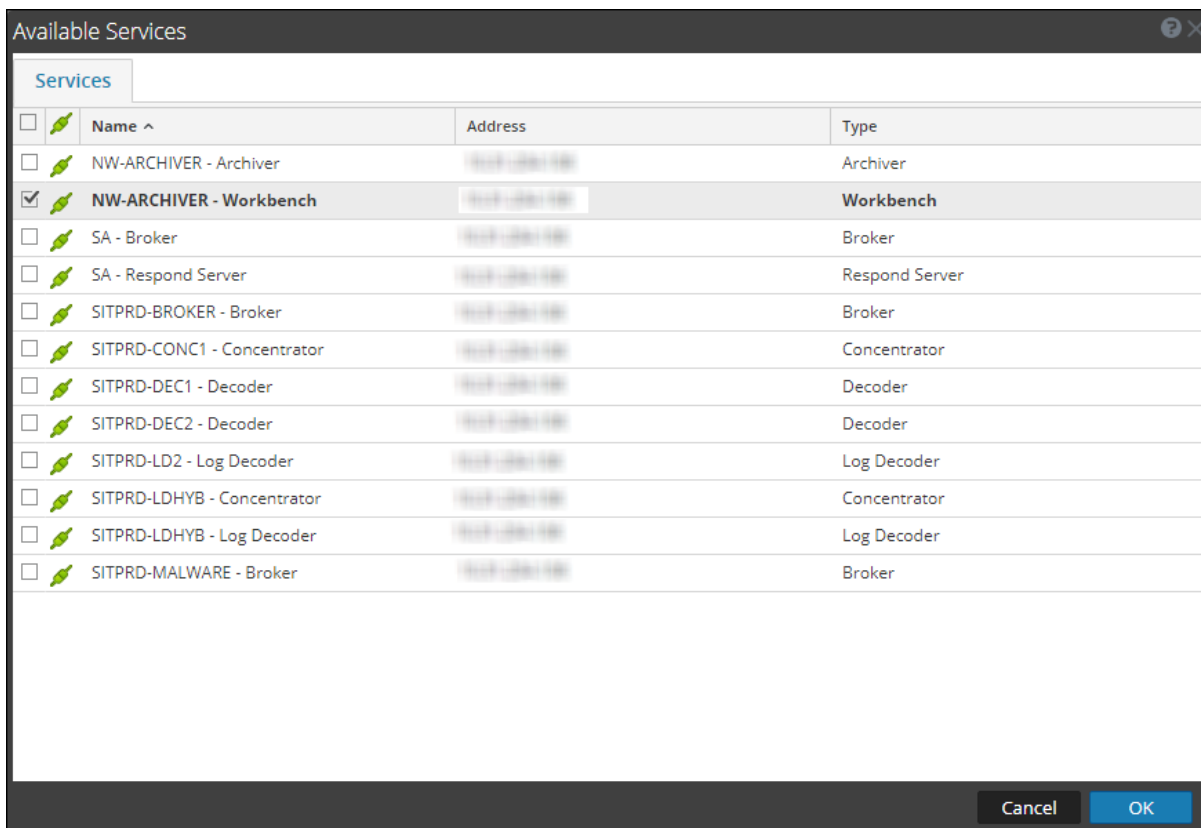 Available Services
Services
Name Address Type
NW-ARCHIVER - Archiver Archiver
NW-ARCHIVER - Workbench Workbench
SA - Broker Broker
SA - Respond Server Respond Server
SITPRD-BROKER - Broker Broker
SITPRD-CONC1 - Concentrator Concentrator
SITPRD-DEC1 - Decoder Decoder
SITPRD-DEC2 - Decoder Decoder
SITPRD-LD2 - Log Decoder Log Decoder
SITPRD-LDHYB - Concentrator Concentrator
SITPRD-LDHYB - Log Decoder Log Decoder
SITPRD-MALWARE - Broker Broker
Cancel OK